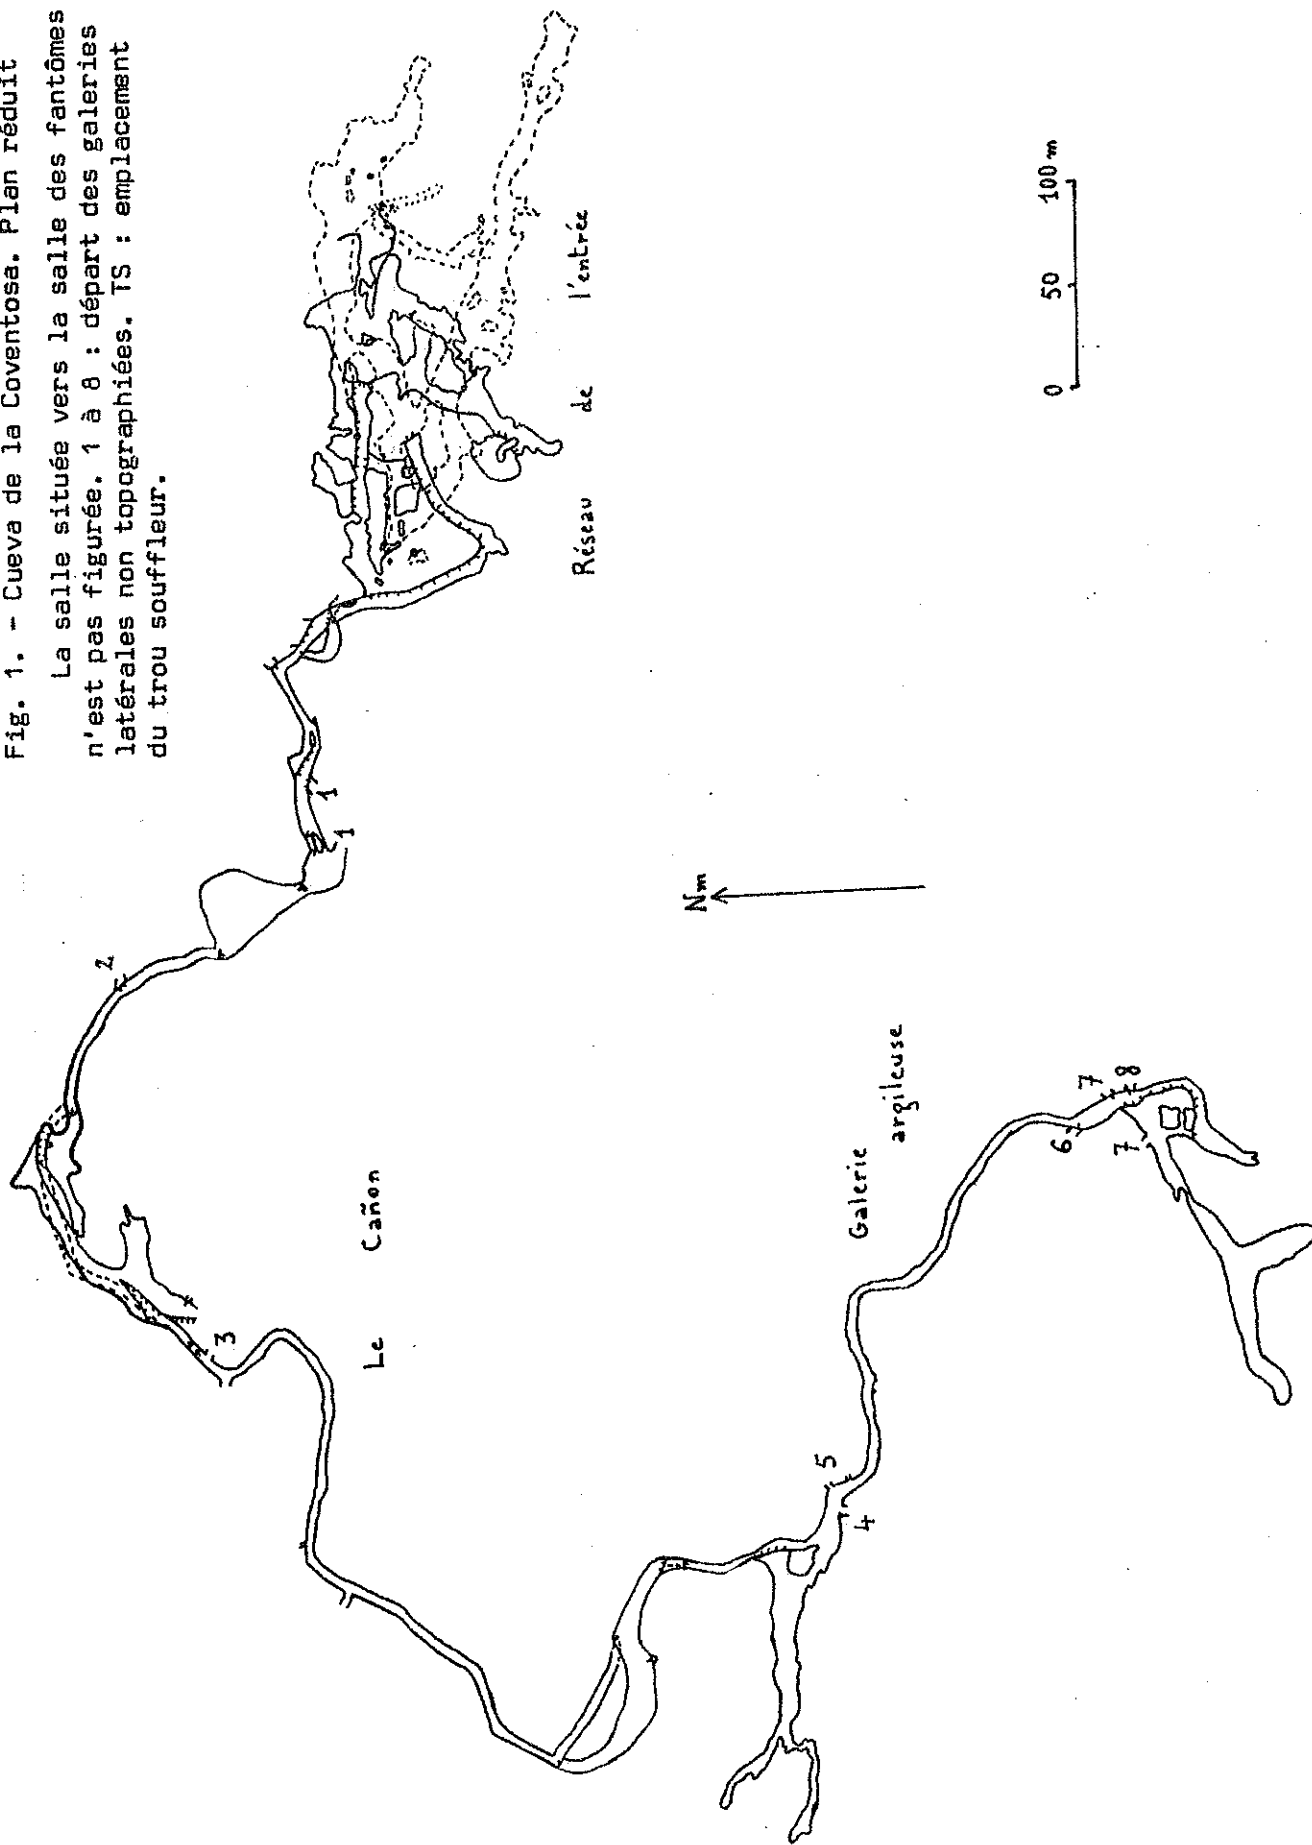 Fig. 1. - Cueva de la Coventosa. Plan réduit
La salle située vers la salle des fantômes
n'est pas figurée. 1 à 8 : départ des galeries
latérales non topographiées. TS : emplacement
du trou souffleur.
Réseau de l'entrée
0 50 100 m
1
1
Nm
2
3
Le Cañon
Galerie
argileuse
4
5
6
7
7
8